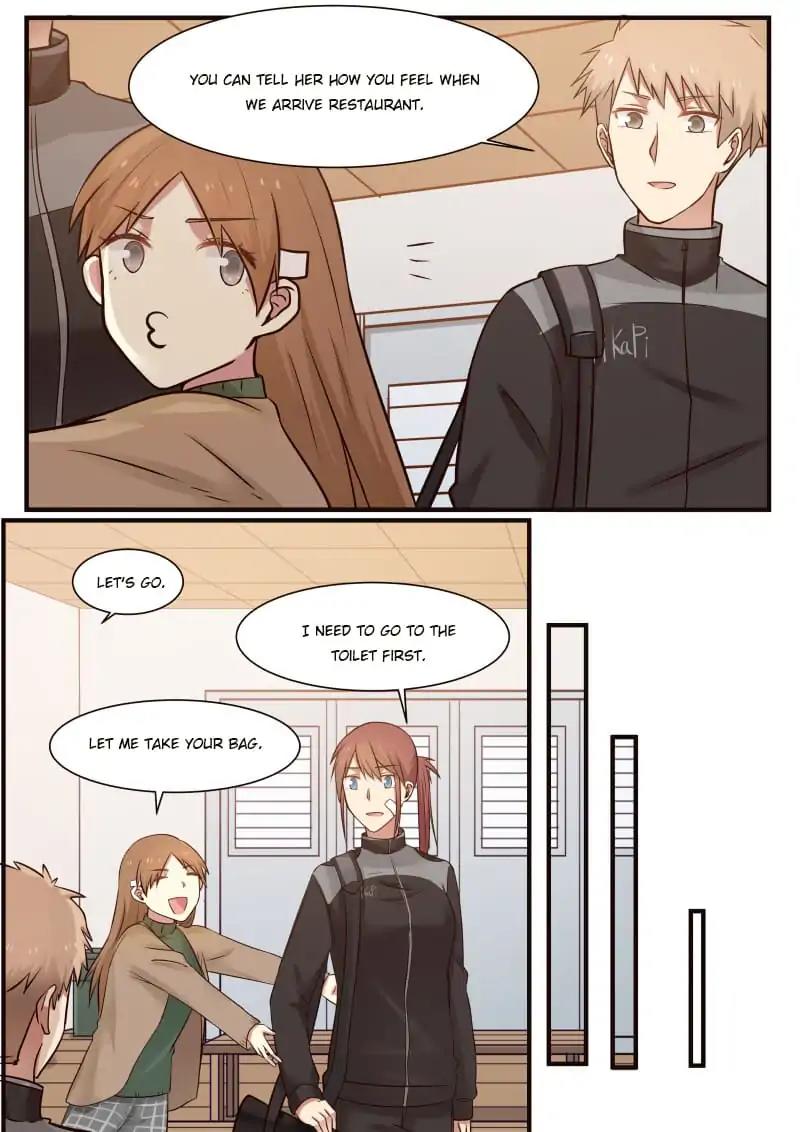 YOU CAN TELL HER HOW YOU FEEL WHEN
WE ARRIVE RESTAURANT.
KaPi
LET'S GO.
I NEED TO GO TO THE
TOILET FIRST.
LET ME TAKE YOUR BAG.
KaPi